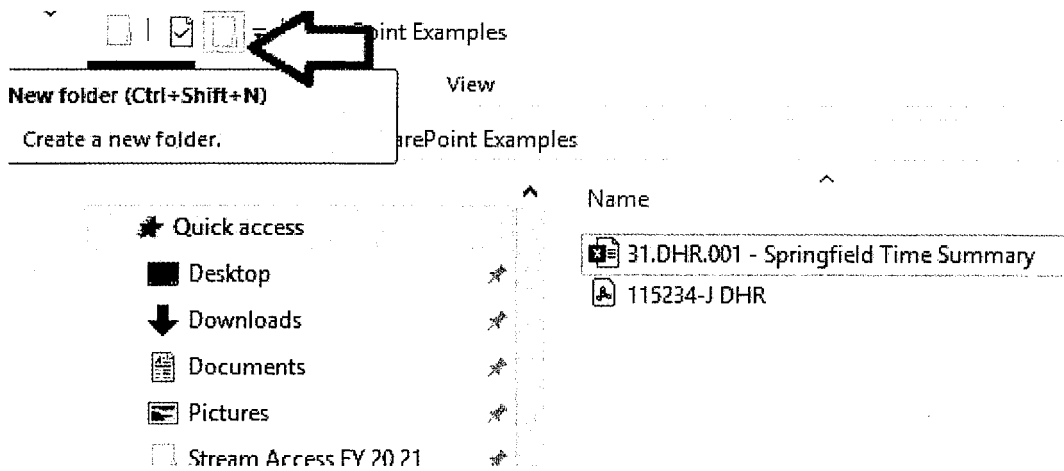 Point Examples
New folder (Ctrl+Shift+N)
View
Create a new folder.
arePoint Examples
Name
Quick access
31.DHR.001 - Springfield Time Summary
Desktop
115234-J DHR
Downloads
Documents
Pictures
Stream Access FY 20 21